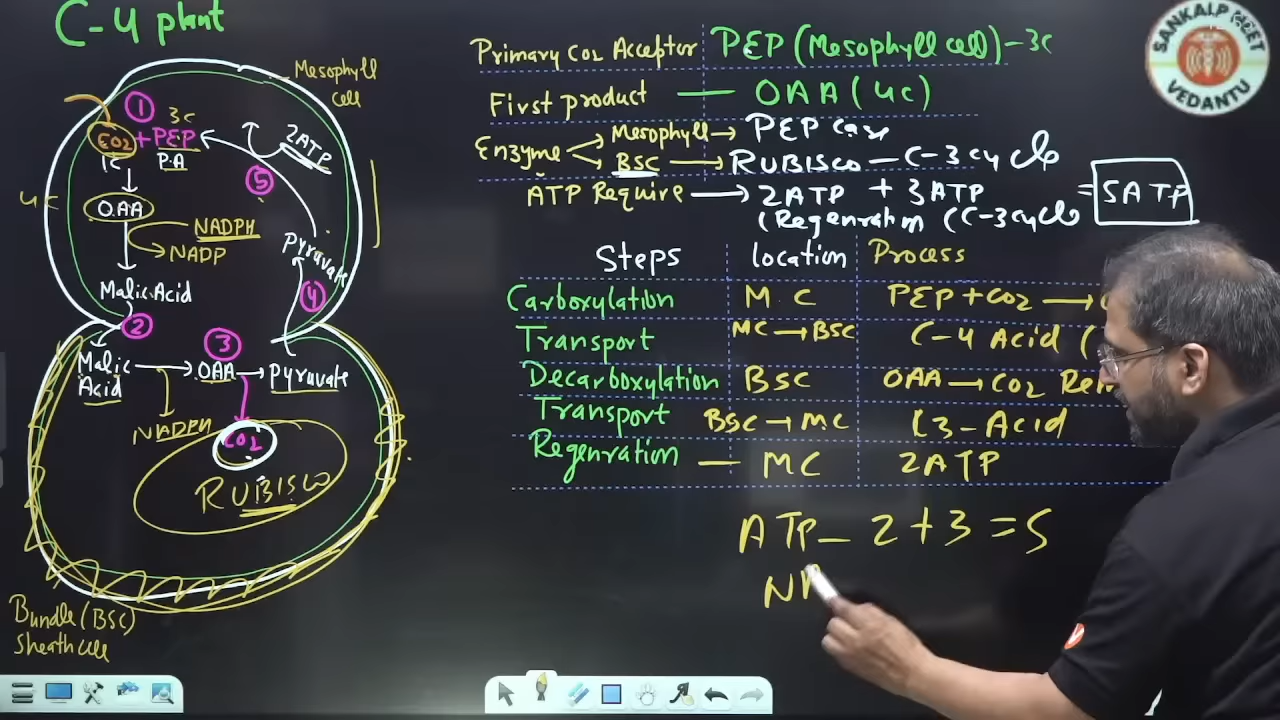 C-4 plant
Mesophyll
cell
1
3C
CO2 + PEP
1C
P.A
2ATP
5
4C
OAA
NADPH
NADP
Pyruvate
Malic Acid
4
2
3
Malic
Acid
OAA
Pyruvate
NADPH
CO2
RUBISCO
Bundle (BSC)
Sheath cell
Primary CO2 Acceptor PEP (Mesophyll cell) - 3C
First product — OAA (4C)
Enzyme Mesophyll → PEP Case
BSC → RUBISCO - C-3 cycle
ATP Require → 2ATP + 3ATP = 5ATP
(Regenration (C-3 cycle
Steps location Process
Carboxylation M.C PEP + CO2 →
Transport MC → BSC C-4 Acid (
Decarboxylation BSC OAA → CO2 Rem
Transport BSC → MC C3 - Acid
Regenration — MC 2ATP
ATP - 2 + 3 = 5
SANKALP NEET
VEDANTU